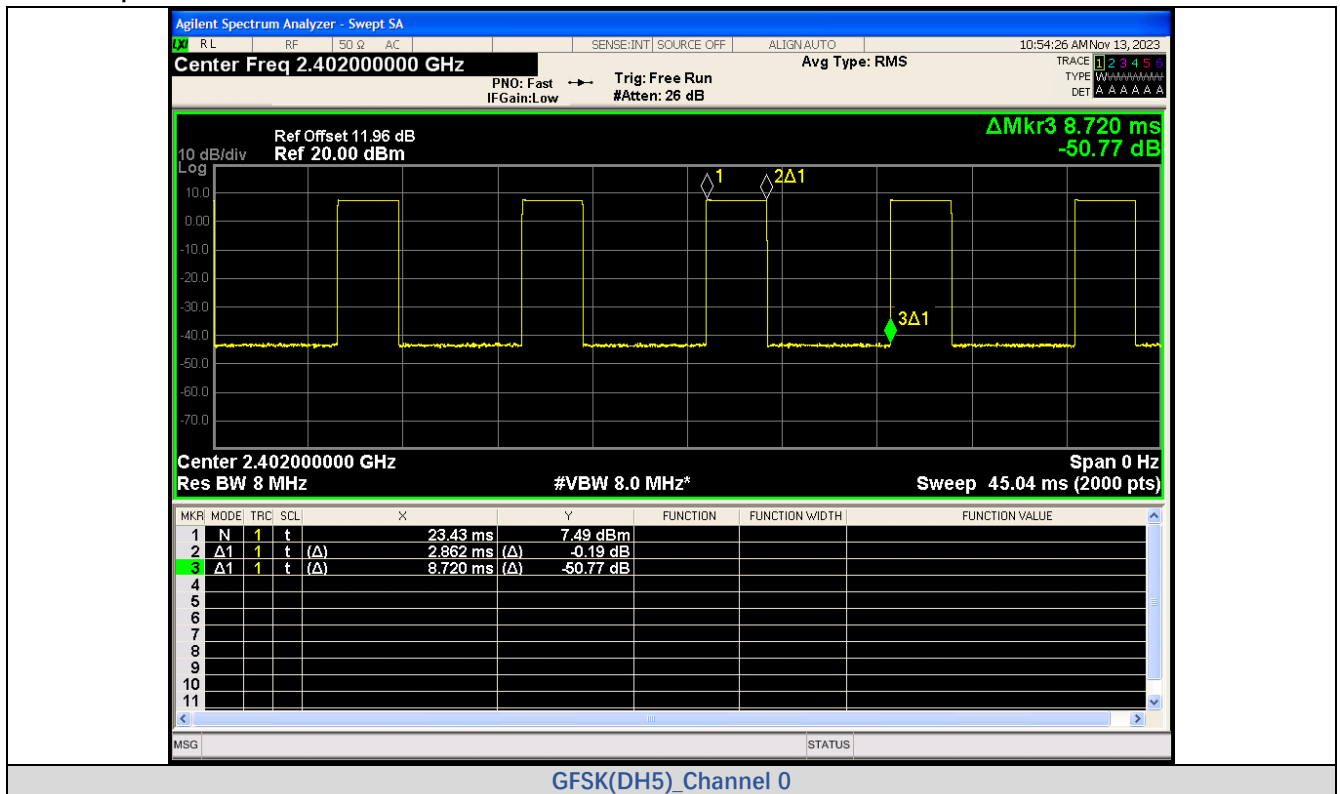 Agilent Spectrum Analyzer - Swept SA
LXI RL RF 50 Ω AC SENSE:INT SOURCE OFF ALIGN AUTO 10:54:26 AM Nov 13, 2023
Center Freq 2.402000000 GHz Avg Type: RMS TRACE 1 2 3 4 5 6
PNO: Fast Trig: Free Run TYPE WWWWWW
IFGain:Low #Atten: 26 dB DET A A A A A A
ΔMkr3 8.720 ms
Ref Offset 11.96 dB
10 dB/div Ref 20.00 dBm -50.77 dB
Log
1 2Δ1
10.0
0.00
-10.0
-20.0
-30.0
3Δ1
-40.0
-50.0
-60.0
-70.0
Center 2.402000000 GHz Span 0 Hz
Res BW 8 MHz #VBW 8.0 MHz* Sweep 45.04 ms (2000 pts)
MKR MODE TRC SCL X Y FUNCTION FUNCTION WIDTH FUNCTION VALUE
1 N 1 t 23.43 ms 7.49 dBm
2 Δ1 1 t (Δ) 2.862 ms (Δ) -0.19 dB
3 Δ1 1 t (Δ) 8.720 ms (Δ) -50.77 dB
4
5
6
7
8
9
10
11
MSG STATUS
GFSK(DH5)_Channel 0